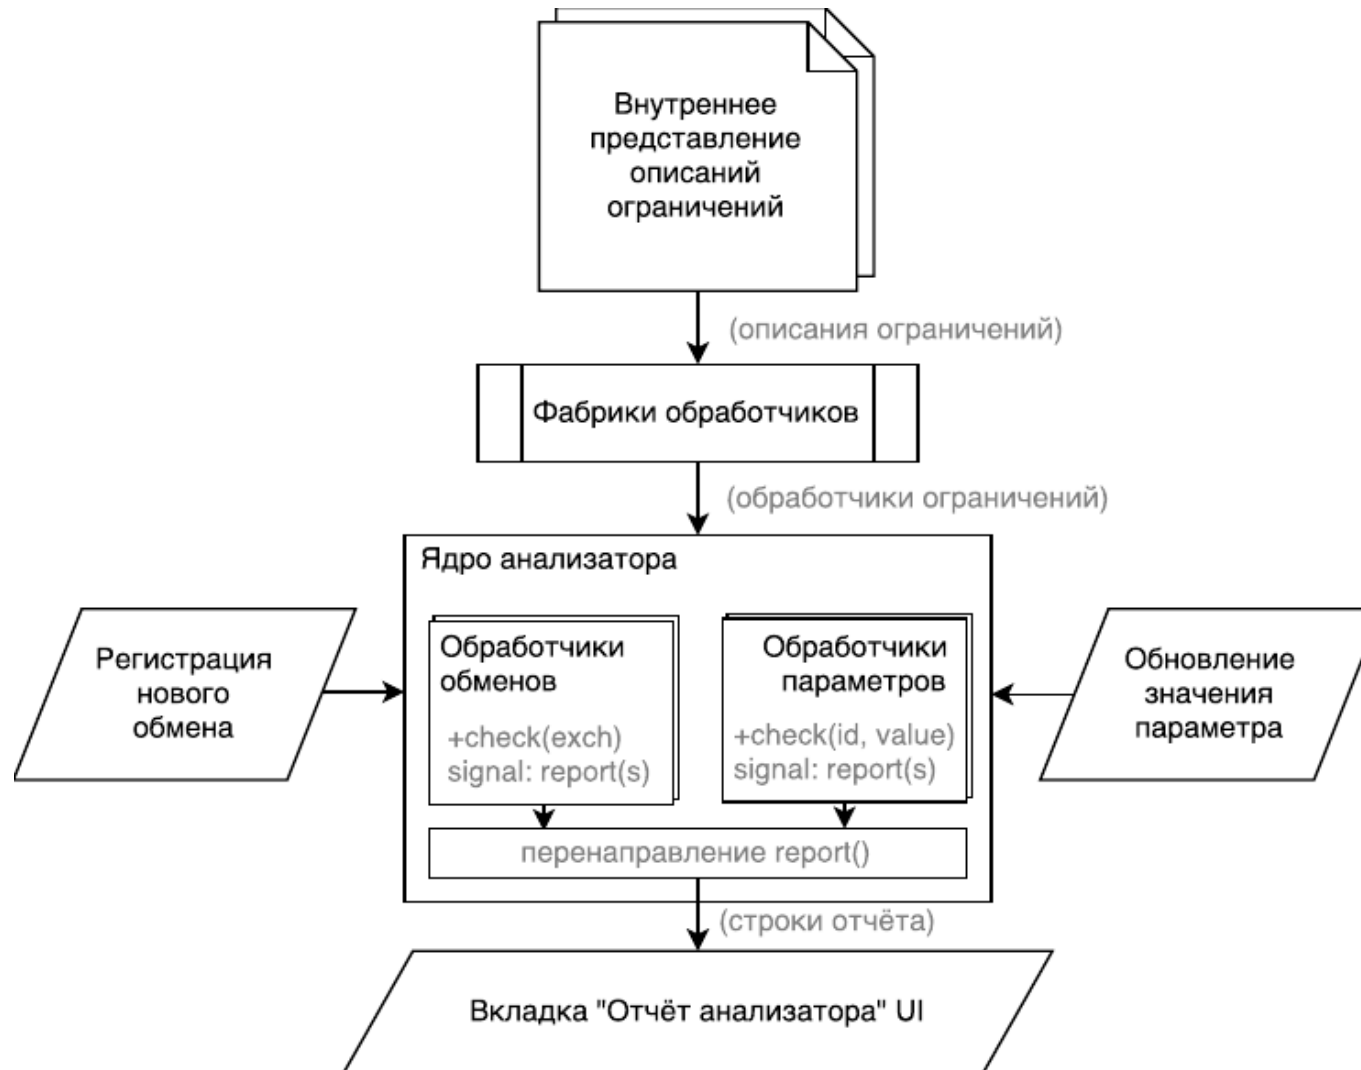 Внутреннее
представление
описаний
ограничений
(описания ограничений)
Фабрики обработчиков
(обработчики ограничений)
Ядро анализатора
Регистрация
нового
обмена
Обработчики
обменов
+check(exch)
signal: report(s)
Обработчики
параметров
+check(id, value)
signal: report(s)
Обновление
значения
параметра
перенаправление report()
(строки отчёта)
Вкладка "Отчёт анализатора" UI